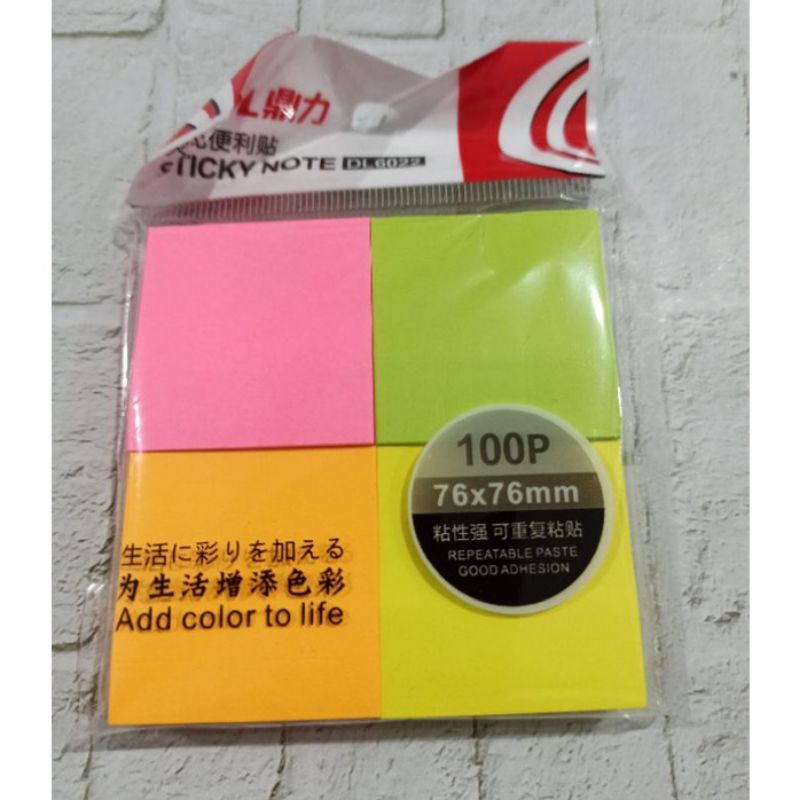 L鼎力
便利贴
STICKY NOTE DL6022
100P
76x76mm
粘性强 可重复粘贴
REPEATABLE PASTE
GOOD ADHESION
生活に彩りを加える
为生活增添色彩
Add color to life